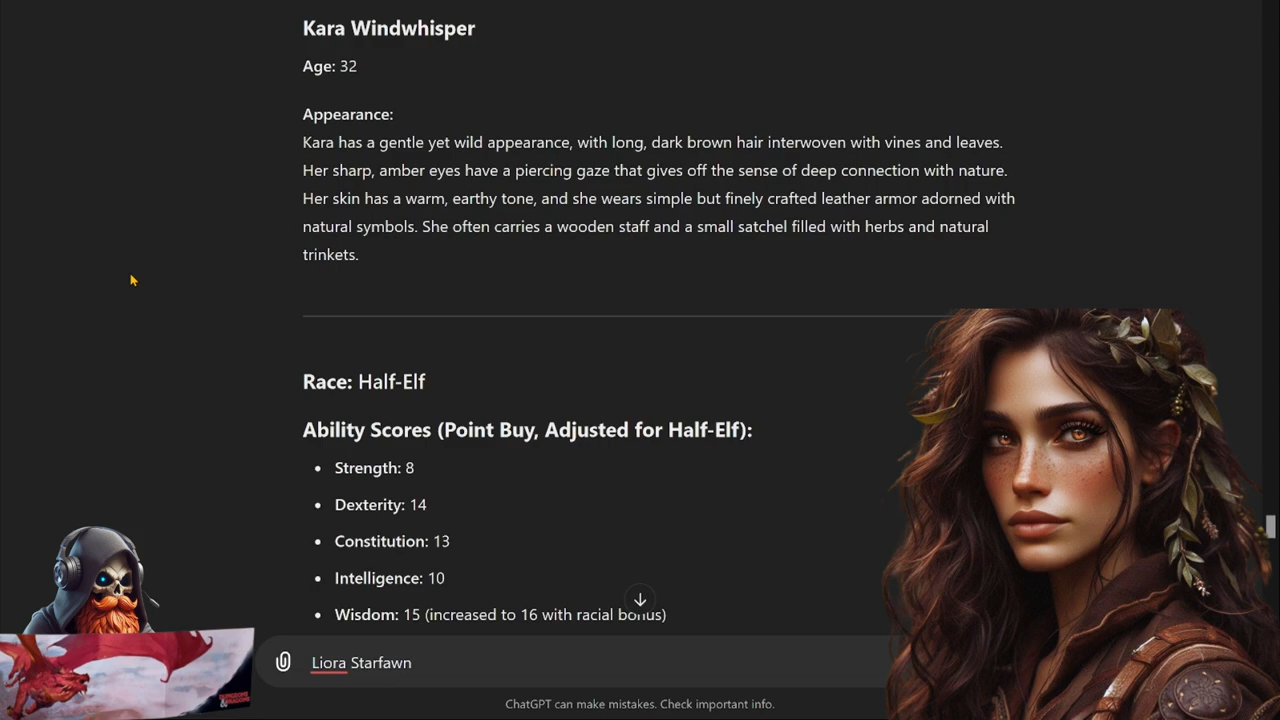 Kara Windwhisper
Age: 32
Appearance:
Kara has a gentle yet wild appearance, with long, dark brown hair interwoven with vines and leaves.
Her sharp, amber eyes have a piercing gaze that gives off the sense of deep connection with nature.
Her skin has a warm, earthy tone, and she wears simple but finely crafted leather armor adorned with
natural symbols. She often carries a wooden staff and a small satchel filled with herbs and natural
trinkets.
Race: Half-Elf
Ability Scores (Point Buy, Adjusted for Half-Elf):
• Strength: 8
• Dexterity: 14
• Constitution: 13
• Intelligence: 10
• Wisdom: 15 (increased to 16 with racial bonus)
Liora Starfawn
ChatGPT can make mistakes. Check important info.
DUNGEONS
& DRAGONS